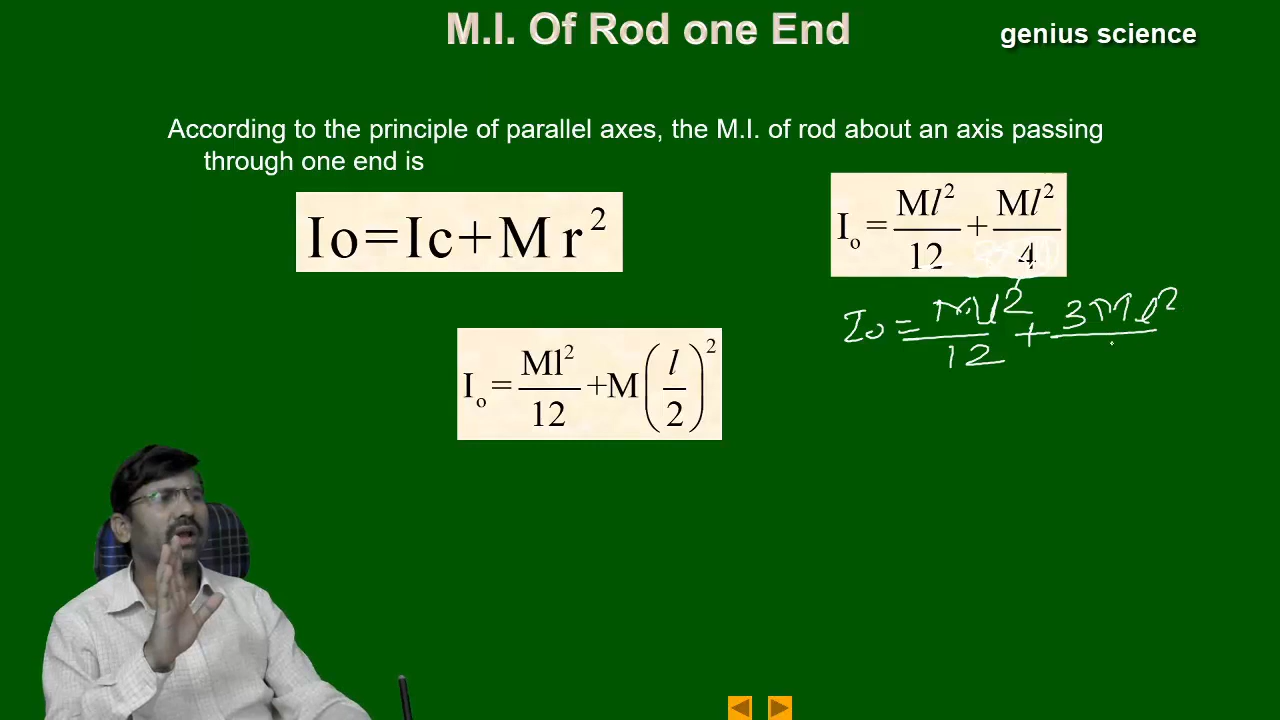 M.I. Of Rod one End
genius science
According to the principle of parallel axes, the M.I. of rod about an axis passing
through one end is
Io=Ic+Mr²
Iₒ = Ml²/12 + Ml²/4
Io = Ml²/12 + 3Ml²
Iₒ = Ml²/12 +M(l/2)²